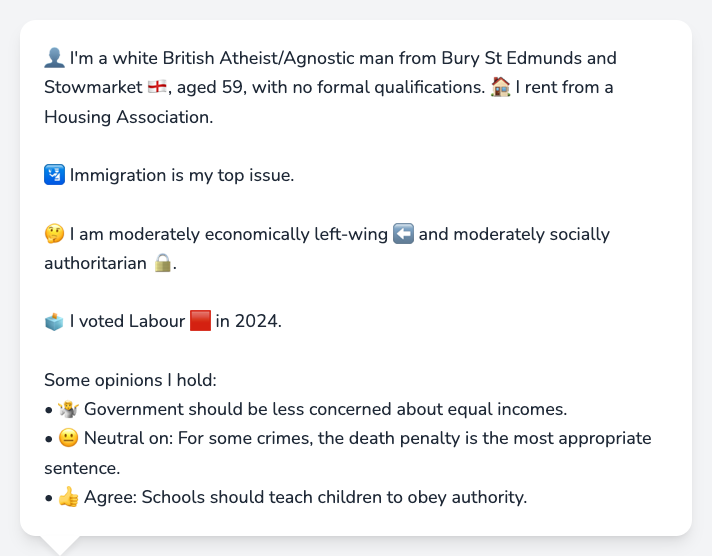 👤 I'm a white British Atheist/Agnostic man from Bury St Edmunds and
Stowmarket 🏴󠁧󠁢󠁥󠁮󠁧󠁿, aged 59, with no formal qualifications. 🏠 I rent from a
Housing Association.
🛂 Immigration is my top issue.
🤔 I am moderately economically left-wing ⬅️ and moderately socially
authoritarian 🔒.
🗳️ I voted Labour 🟥 in 2024.
Some opinions I hold:
• 🤷 Government should be less concerned about equal incomes.
• 😐 Neutral on: For some crimes, the death penalty is the most appropriate
sentence.
• 👍 Agree: Schools should teach children to obey authority.